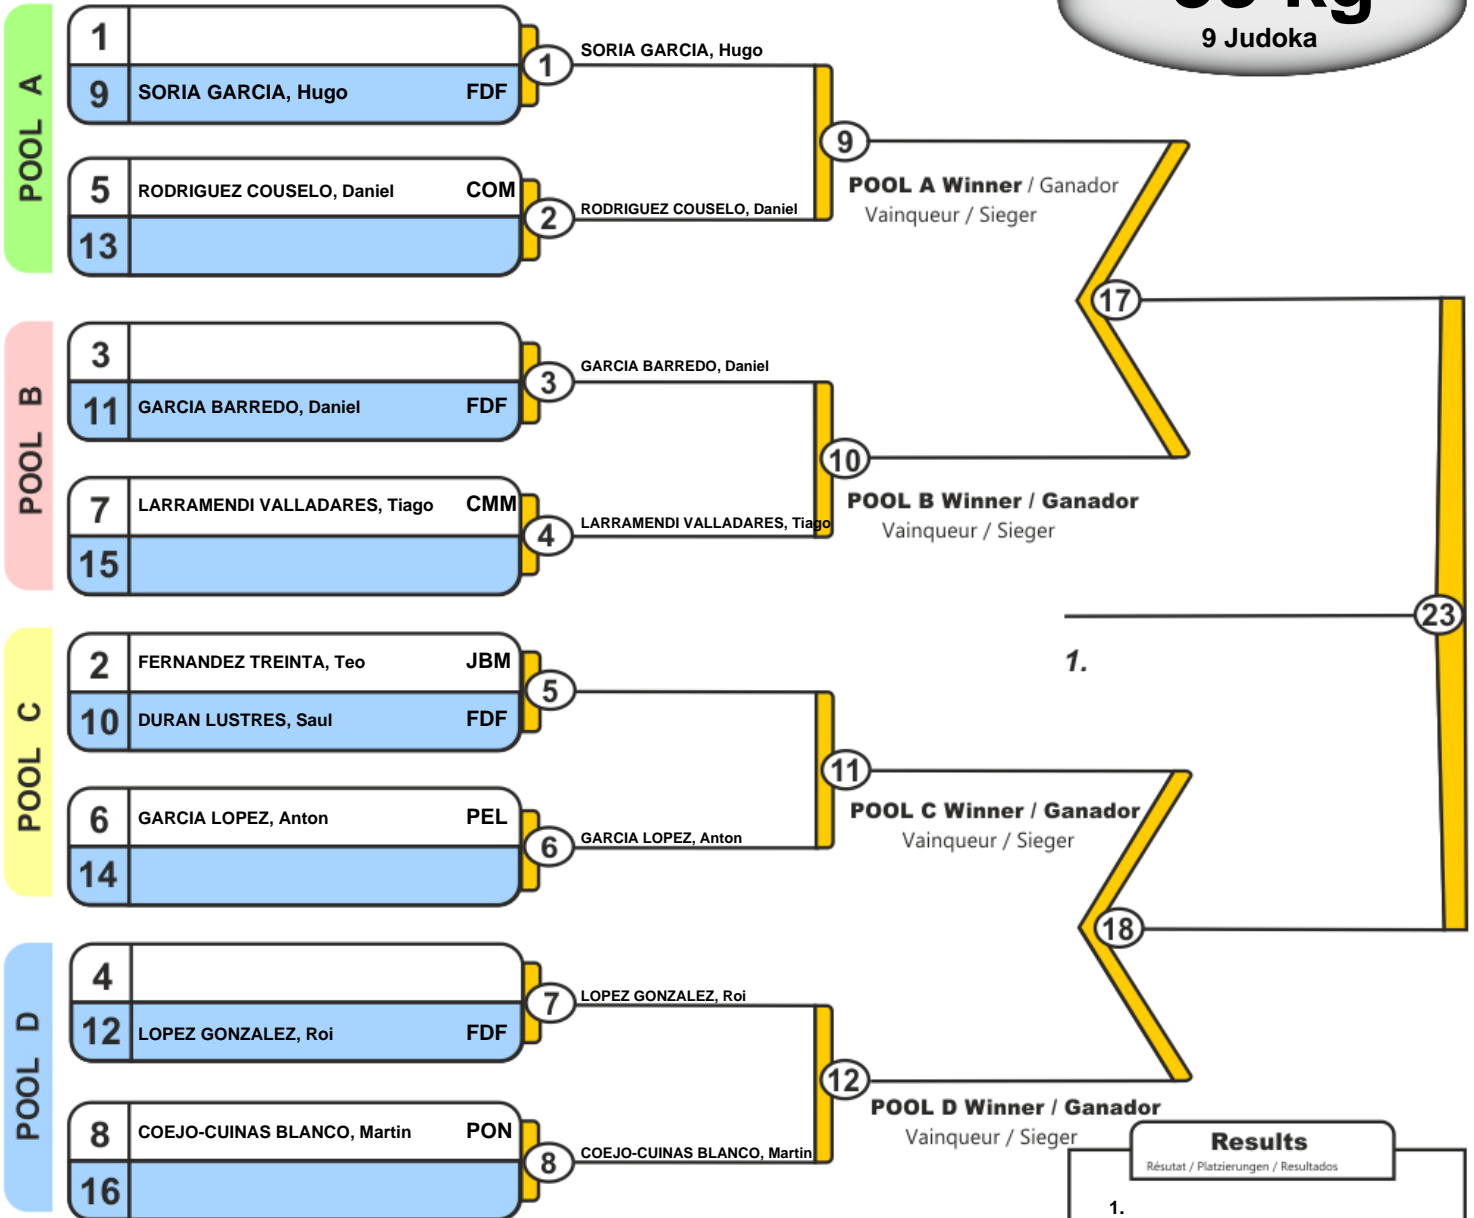 kg
9 Judoka
POOL A
1
9 SORIA GARCIA, Hugo FDF
1
SORIA GARCIA, Hugo
5 RODRIGUEZ COUSELO, Daniel COM
13
2
RODRIGUEZ COUSELO, Daniel
9
POOL A Winner / Ganador
Vainqueur / Sieger
17
POOL B
3
11 GARCIA BARREDO, Daniel FDF
3
GARCIA BARREDO, Daniel
7 LARRAMENDI VALLADARES, Tiago CMM
15
4
LARRAMENDI VALLADARES, Tiago
10
POOL B Winner / Ganador
Vainqueur / Sieger
23
1.
POOL C
2 FERNANDEZ TREINTA, Teo JBM
10 DURAN LUSTRES, Saul FDF
5
6 GARCIA LOPEZ, Anton PEL
14
6
GARCIA LOPEZ, Anton
11
POOL C Winner / Ganador
Vainqueur / Sieger
18
POOL D
4
12 LOPEZ GONZALEZ, Roi FDF
7
LOPEZ GONZALEZ, Roi
8 COEJO-CUINAS BLANCO, Martin PON
16
8
COEJO-CUINAS BLANCO, Martin
12
POOL D Winner / Ganador
Vainqueur / Sieger
Results
Résutat / Platzierungen / Resultados
1.